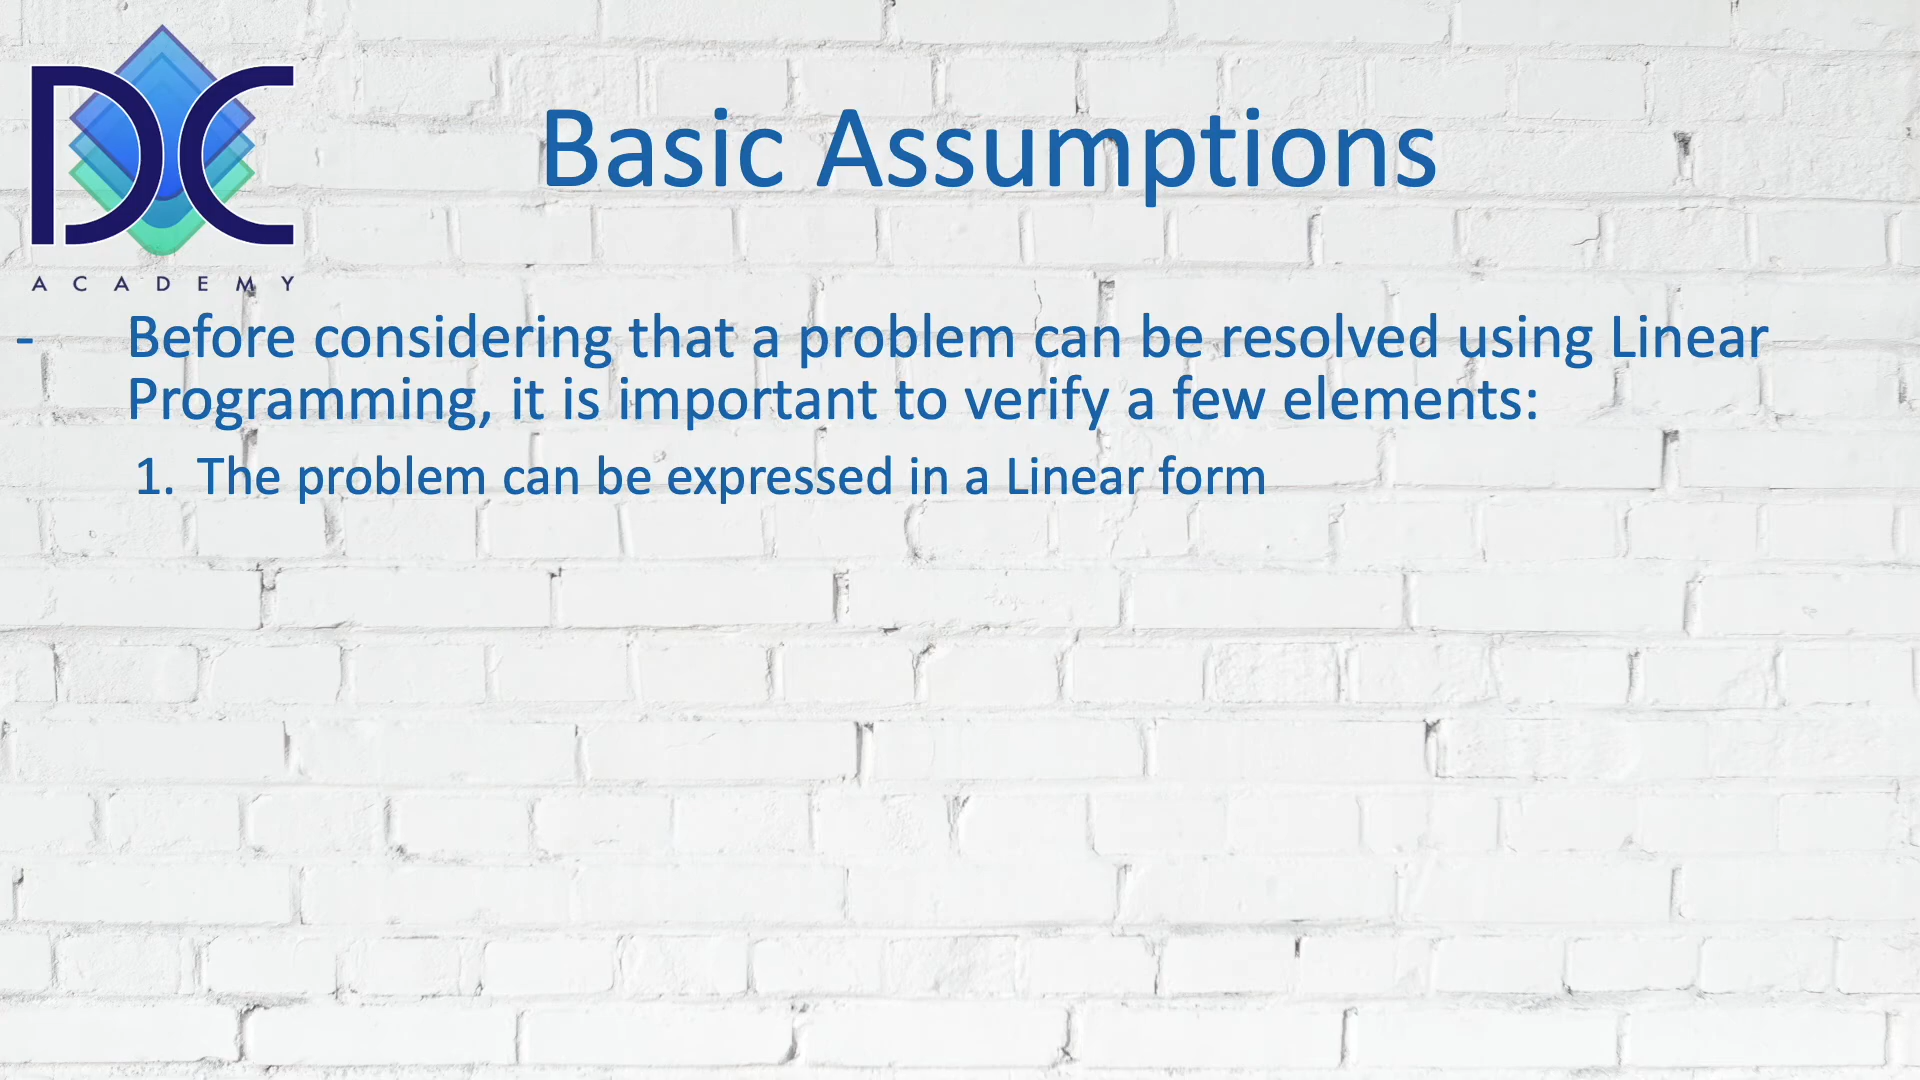 DC
ACADEMY
Basic Assumptions
- Before considering that a problem can be resolved using Linear
Programming, it is important to verify a few elements:
1. The problem can be expressed in a Linear form